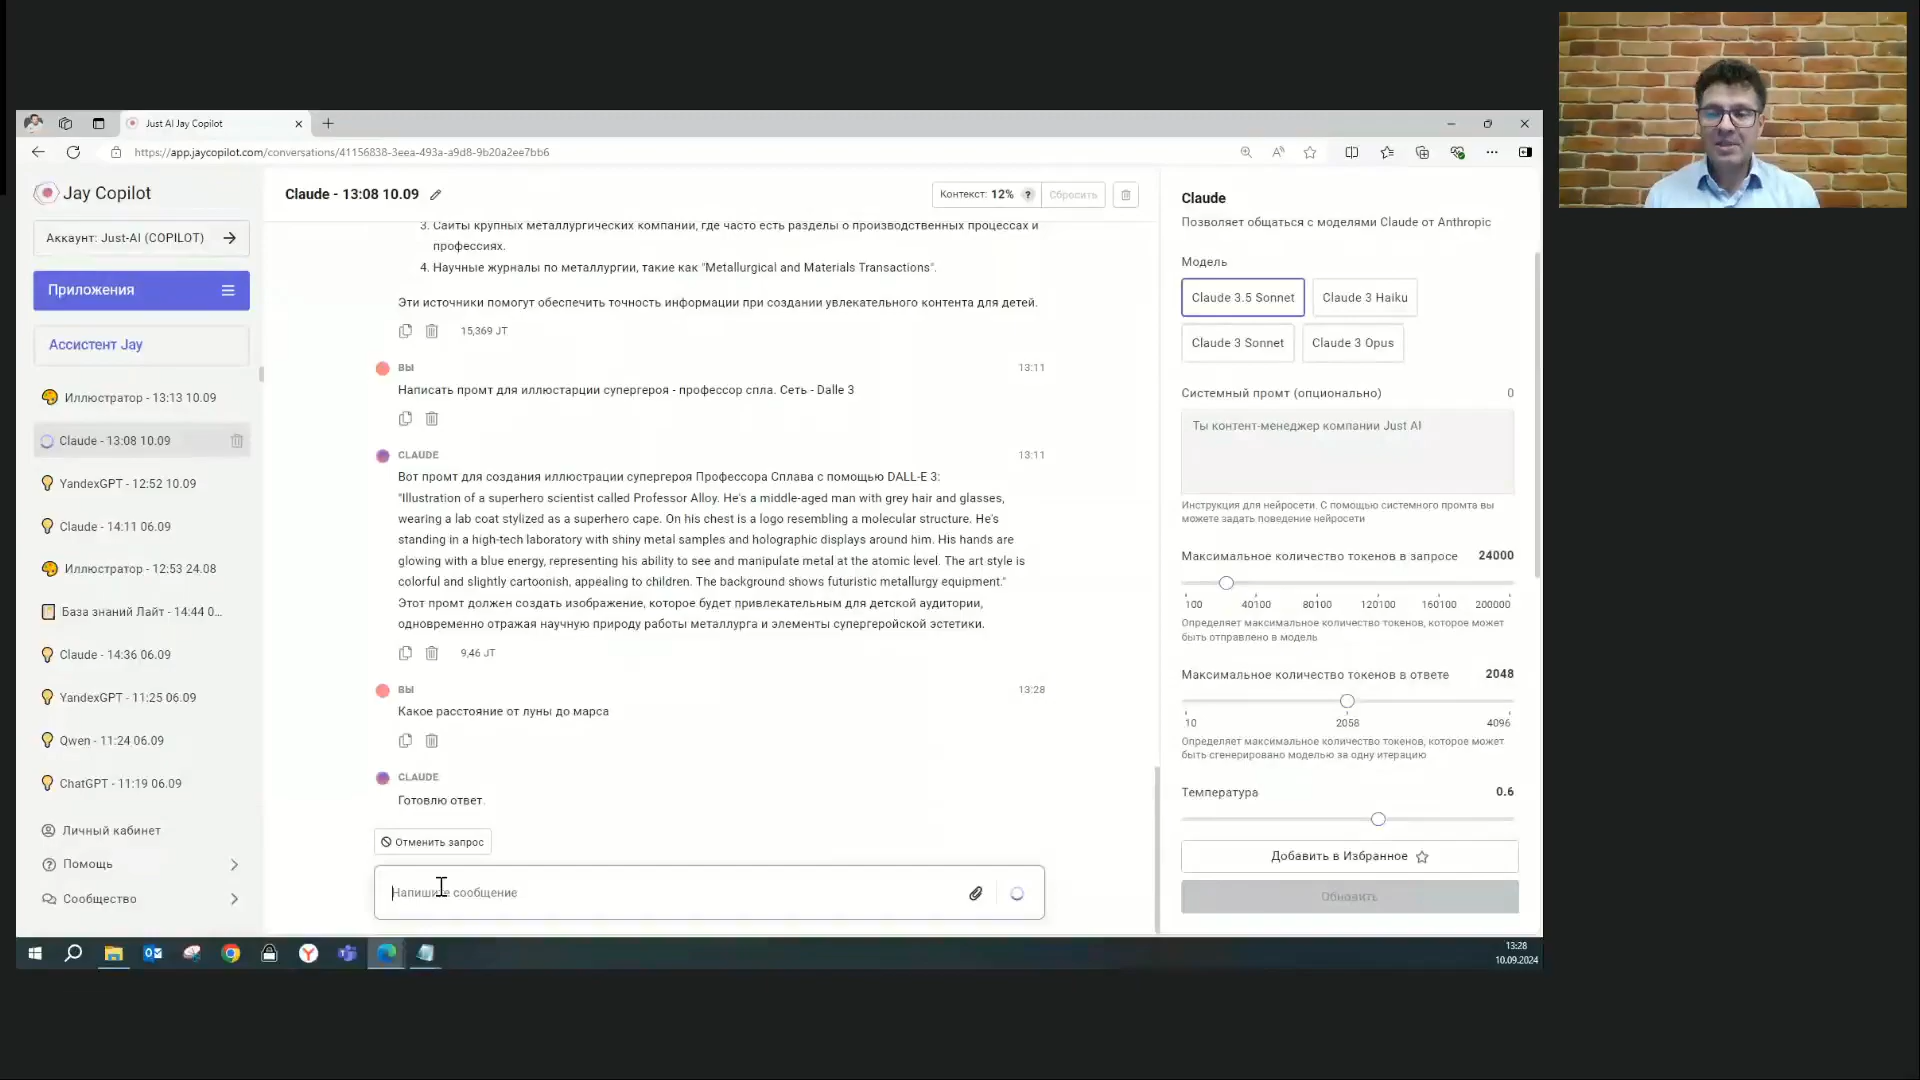 Just AI Jay Copilot
https://app.jaycopilot.com/conversations/41156838-3eea-493a-a9d8-9b20a2ee7bb6
Jay Copilot
Аккаунт: Just-AI (COPILOT)
Приложения
Ассистент Jay
Иллюстратор - 13:13 10.09
Claude - 13:08 10.09
YandexGPT - 12:52 10.09
Claude - 14:11 06.09
Иллюстратор - 12:53 24.08
База знаний Лайт - 14:44 0...
Claude - 14:36 06.09
YandexGPT - 11:25 06.09
Qwen - 11:24 06.09
ChatGPT - 11:19 06.09
Личный кабинет
Помощь
Сообщество
Claude - 13:08 10.09
Контекст: 12% ?
Сбросить
3. Сайты крупных металлургических компании, где часто есть разделы о производственных процессах и
профессиях.
4. Научные журналы по металлургии, такие как "Metallurgical and Materials Transactions".
Эти источники помогут обеспечить точность информации при создании увлекательного контента для детей.
15,369 JT
ВЫ
13:11
Написать промт для иллюстарции супергероя - профессор спла. Сеть - Dalle 3
CLAUDE
13:11
Вот промт для создания иллюстрации супергероя Профессора Сплава с помощью DALL-E 3:
"Illustration of a superhero scientist called Professor Alloy. He's a middle-aged man with grey hair and glasses,
wearing a lab coat stylized as a superhero cape. On his chest is a logo resembling a molecular structure. He's
standing in a high-tech laboratory with shiny metal samples and holographic displays around him. His hands are
glowing with a blue energy, representing his ability to see and manipulate metal at the atomic level. The art style is
colorful and slightly cartoonish, appealing to children. The background shows futuristic metallurgy equipment."
Этот промт должен создать изображение, которое будет привлекательным для детской аудитории,
одновременно отражая научную природу работы металлурга и элементы супергеройской эстетики.
9,46 JT
ВЫ
13:28
Какое расстояние от луны до марса
CLAUDE
Готовлю ответ.
Отменить запрос
Напишите сообщение
Claude
Позволяет общаться с моделями Claude от Anthropic
Модель
Claude 3.5 Sonnet
Claude 3 Haiku
Claude 3 Sonnet
Claude 3 Opus
Системный промт (опционально)
0
Ты контент-менеджер компании Just AI
Инструкция для нейросети. С помощью системного промта вы
можете задать поведение нейросети
Максимальное количество токенов в запросе 24000
100 40100 80100 120100 160100 200000
Определяет максимальное количество токенов, которое может
быть отправлено в модель
Максимальное количество токенов в ответе 2048
10 2058 4096
Определяет максимальное количество токенов, которое может
быть сгенерировано моделью за одну итерацию
Температура 0.6
Добавить в Избранное
Обновить
13:28
10.09.2024